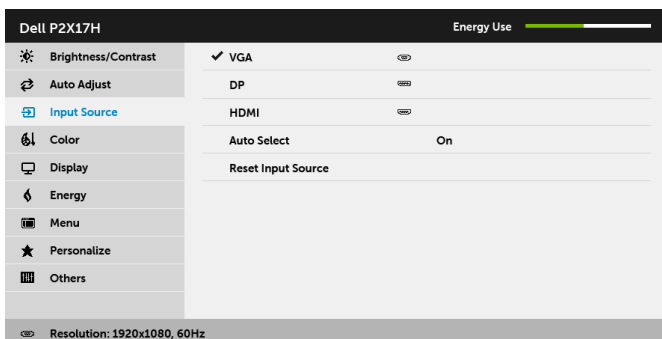 Dell P2X17H Energy Use
Brightness/Contrast VGA
Auto Adjust DP
Input Source HDMI
Color Auto Select On
Display Reset Input Source
Energy
Menu
Personalize
Others
Resolution: 1920x1080, 60Hz